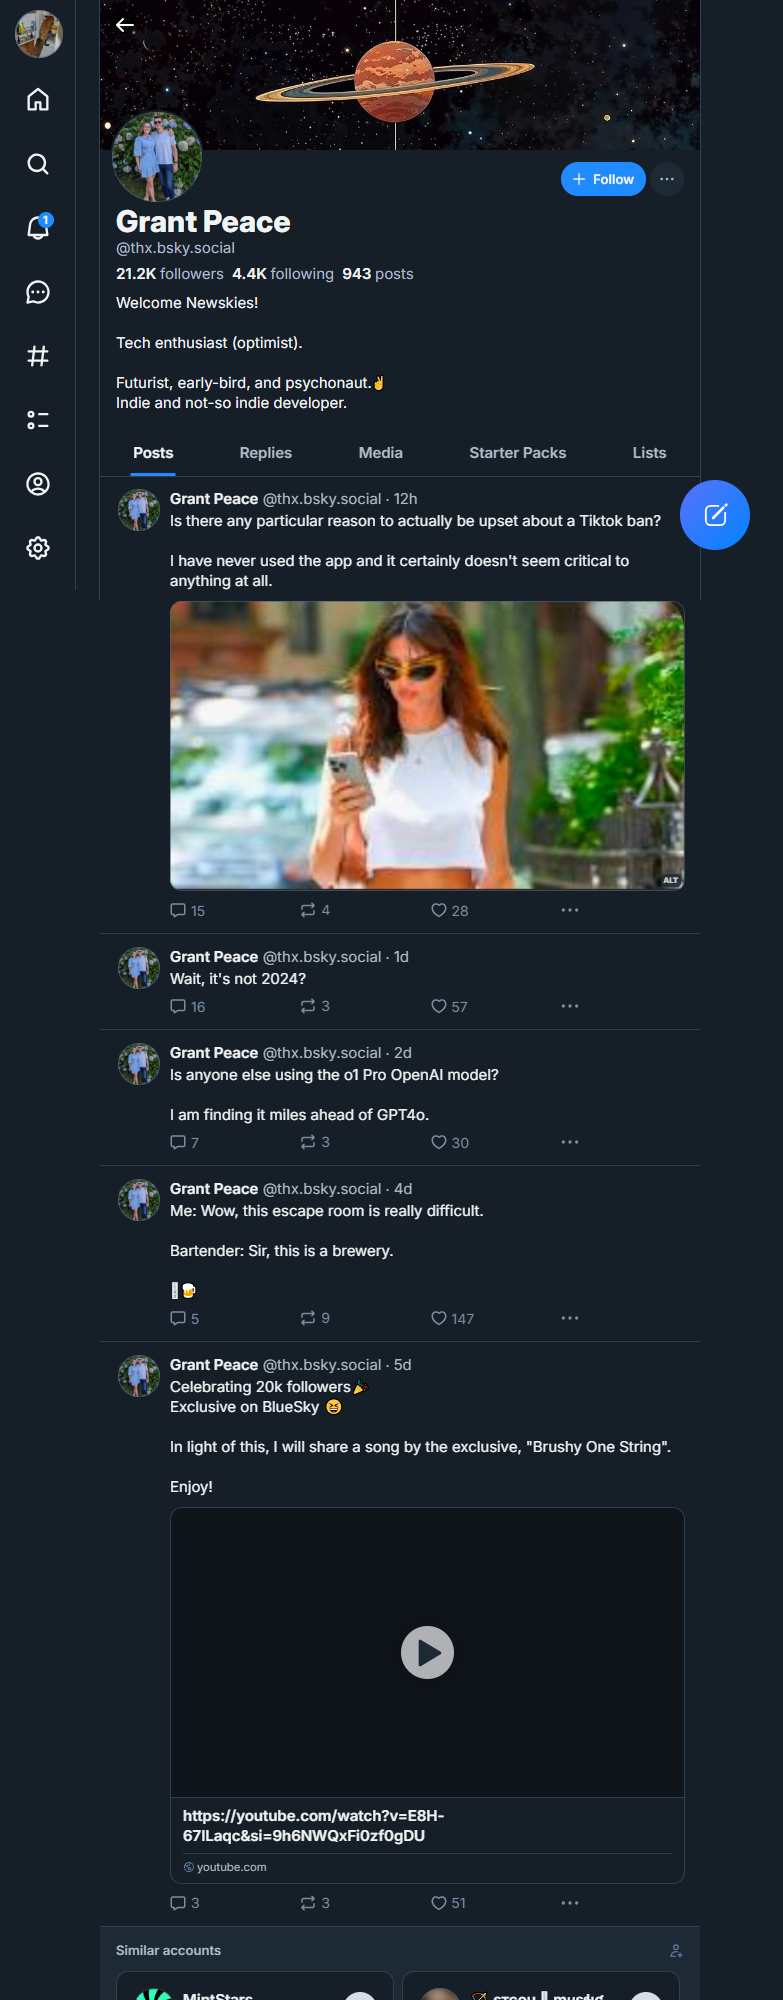 1
Follow
Grant Peace
@thx.bsky.social
21.2K followers 4.4K following 943 posts
Welcome Newskies!
Tech enthusiast (optimist).
Futurist, early-bird, and psychonaut.✌️
Indie and not-so indie developer.
Posts Replies Media Starter Packs Lists
Grant Peace @thx.bsky.social · 12h
Is there any particular reason to actually be upset about a Tiktok ban?
I have never used the app and it certainly doesn't seem critical to
anything at all.
ALT
15 4 28
Grant Peace @thx.bsky.social · 1d
Wait, it's not 2024?
16 3 57
Grant Peace @thx.bsky.social · 2d
Is anyone else using the o1 Pro OpenAI model?
I am finding it miles ahead of GPT4o.
7 3 30
Grant Peace @thx.bsky.social · 4d
Me: Wow, this escape room is really difficult.
Bartender: Sir, this is a brewery.
🍺
5 9 147
Grant Peace @thx.bsky.social · 5d
Celebrating 20k followers🎉
Exclusive on BlueSky 😆
In light of this, I will share a song by the exclusive, "Brushy One String".
Enjoy!
https://youtube.com/watch?v=E8H-
67ILaqc&si=9h6NWQxFi0zf0gDU
youtube.com
3 3 51
Similar accounts
MintStars